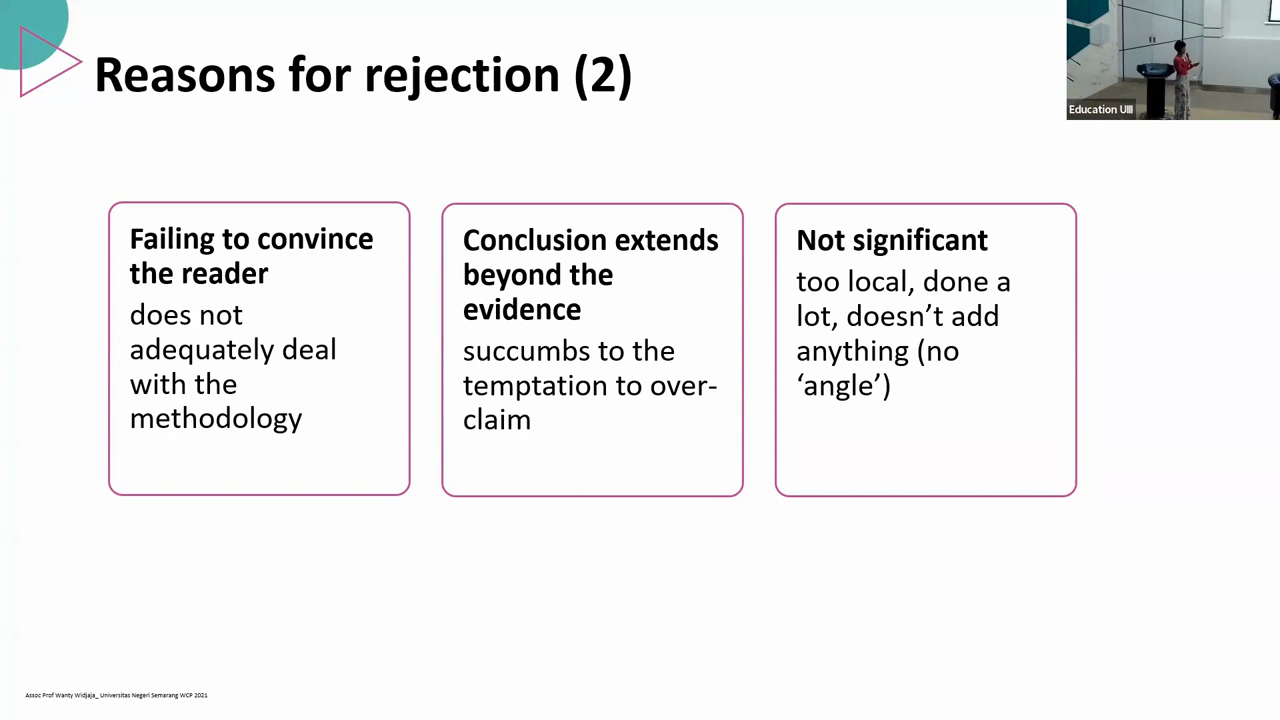 Reasons for rejection (2)
Education UIII
Failing to convince
the reader
does not
adequately deal
with the
methodology
Conclusion extends
beyond the
evidence
succumbs to the
temptation to over-
claim
Not significant
too local, done a
lot, doesn’t add
anything (no
‘angle’)
Assoc Prof Wanty Widjaja_ Universitas Negeri Semarang WCP 2021